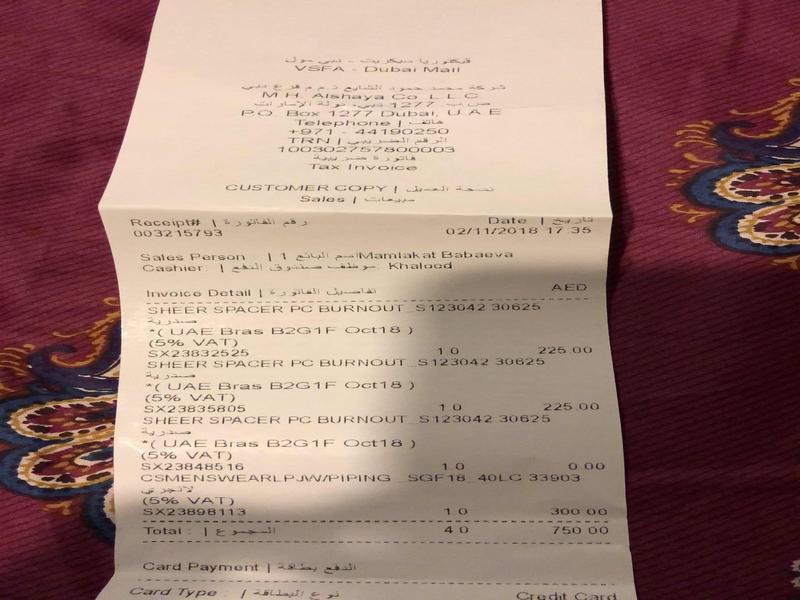 فيكتوريا سيكريت - دبي مول
VSFA - Dubai Mall
شركة محمد حمود الشايع ذ.م.م فرع دبي
M.H. Alshaya Co. L.L.C
ص.ب. 1277 دبي، دولة الإمارات
P.O. Box 1277 Dubai, U.A.E
Telephone | هاتف
+971 - 44190250
TRN | الرقم الضريبي
100302757800003
فاتورة ضريبية
Tax Invoice
CUSTOMER COPY | نسخة العميل
Sales | مبيعات
Receipt# | رقم الفاتورة Date | تاريخ
003215793 02/11/2018 17:35
Sales Person | اسم البائع 1 Mamlakat Babaeva
Cashier: | موظف صندوق الدفع: Khalood
Invoice Detail | تفاصيل الفاتورة AED
SHEER SPACER PC BURNOUT_S123042 30625
صدرية
*( UAE Bras B2G1F Oct18 )
(5% VAT)
SX23832525 1.0 225.00
SHEER SPACER PC BURNOUT_S123042 30625
صدرية
*( UAE Bras B2G1F Oct18 )
(5% VAT)
SX23835805 1.0 225.00
SHEER SPACER PC BURNOUT_S123042 30625
صدرية
*( UAE Bras B2G1F Oct18 )
(5% VAT)
SX23848516 1.0 0.00
CSMENSWEARLPJW/PIPING _SGF18_40LC 33903
لانجري
(5% VAT)
SX23898113 1.0 300.00
Total : | المجموع 4.0 750.00
Card Payment | الدفع بطاقة
Card Type : | نوع البطاقة Credit Card